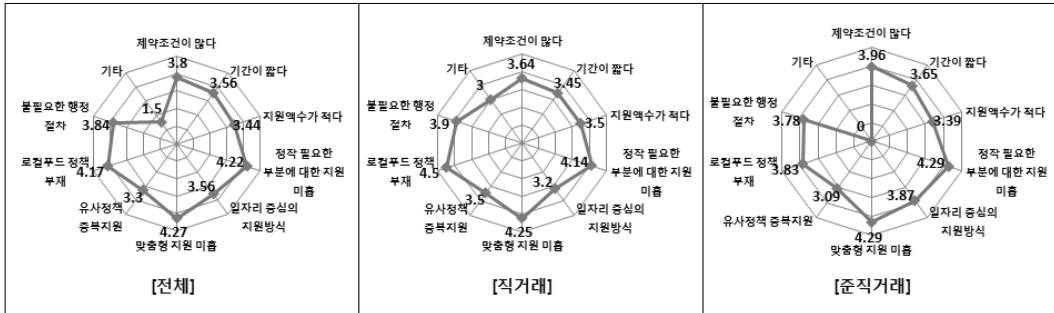 제약조건이 많다
3.8
기타
기간이 짧다
3.56
1.5
불필요한 행정
절차
3.84
지원액수가 적다
3.44
로컬푸드 정책
부재
4.17
4.22
정작 필요한
부분에 대한 지원
미흡
3.3
3.56
유사정책
중복지원
일자리 중심의
지원방식
4.27
맞춤형 지원 미흡
[전체]
제약조건이 많다
3.64
기타
기간이 짧다
3.45
3
불필요한 행정
절차
3.9
지원액수가 적다
3.5
로컬푸드 정책
부재
4.5
4.14
정작 필요한
부분에 대한 지원
미흡
3.5
3.2
유사정책
중복지원
일자리 중심의
지원방식
4.25
맞춤형 지원 미흡
[직거래]
제약조건이 많다
3.96
기타
기간이 짧다
3.65
0
불필요한 행정
절차
3.78
지원액수가 적다
3.39
로컬푸드 정책
부재
3.83
4.29
정작 필요한
부분에 대한 지원
미흡
3.09
3.87
유사정책 중복지원
일자리 중심의
지원방식
4.29
맞춤형 지원 미흡
[준직거래]